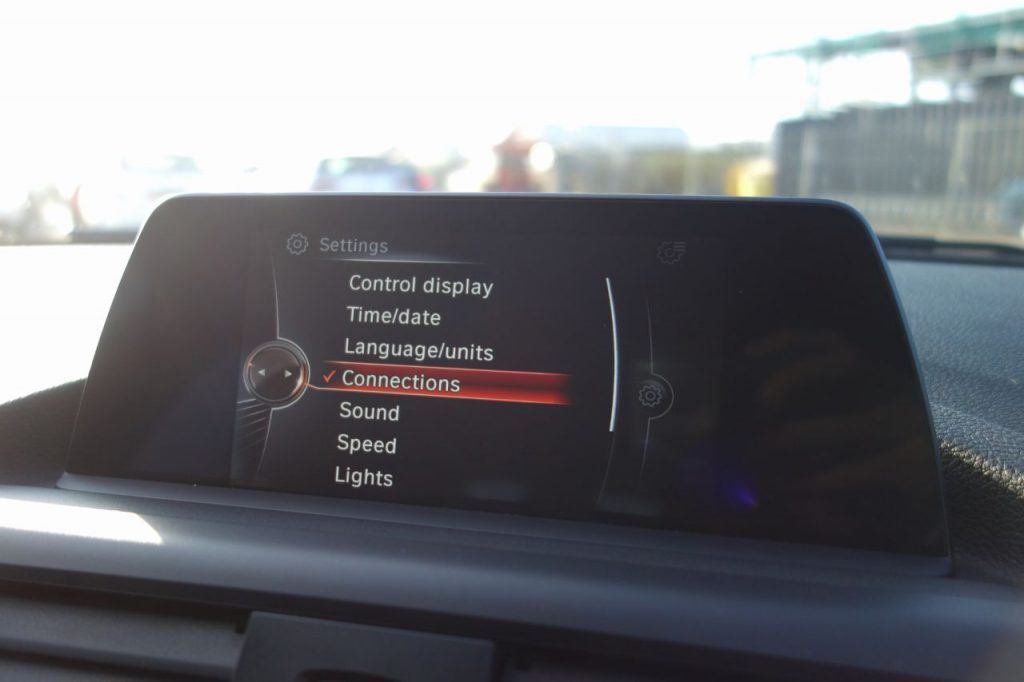 Settings
Control display
Time/date
Language/units
Connections
Sound
Speed
Lights